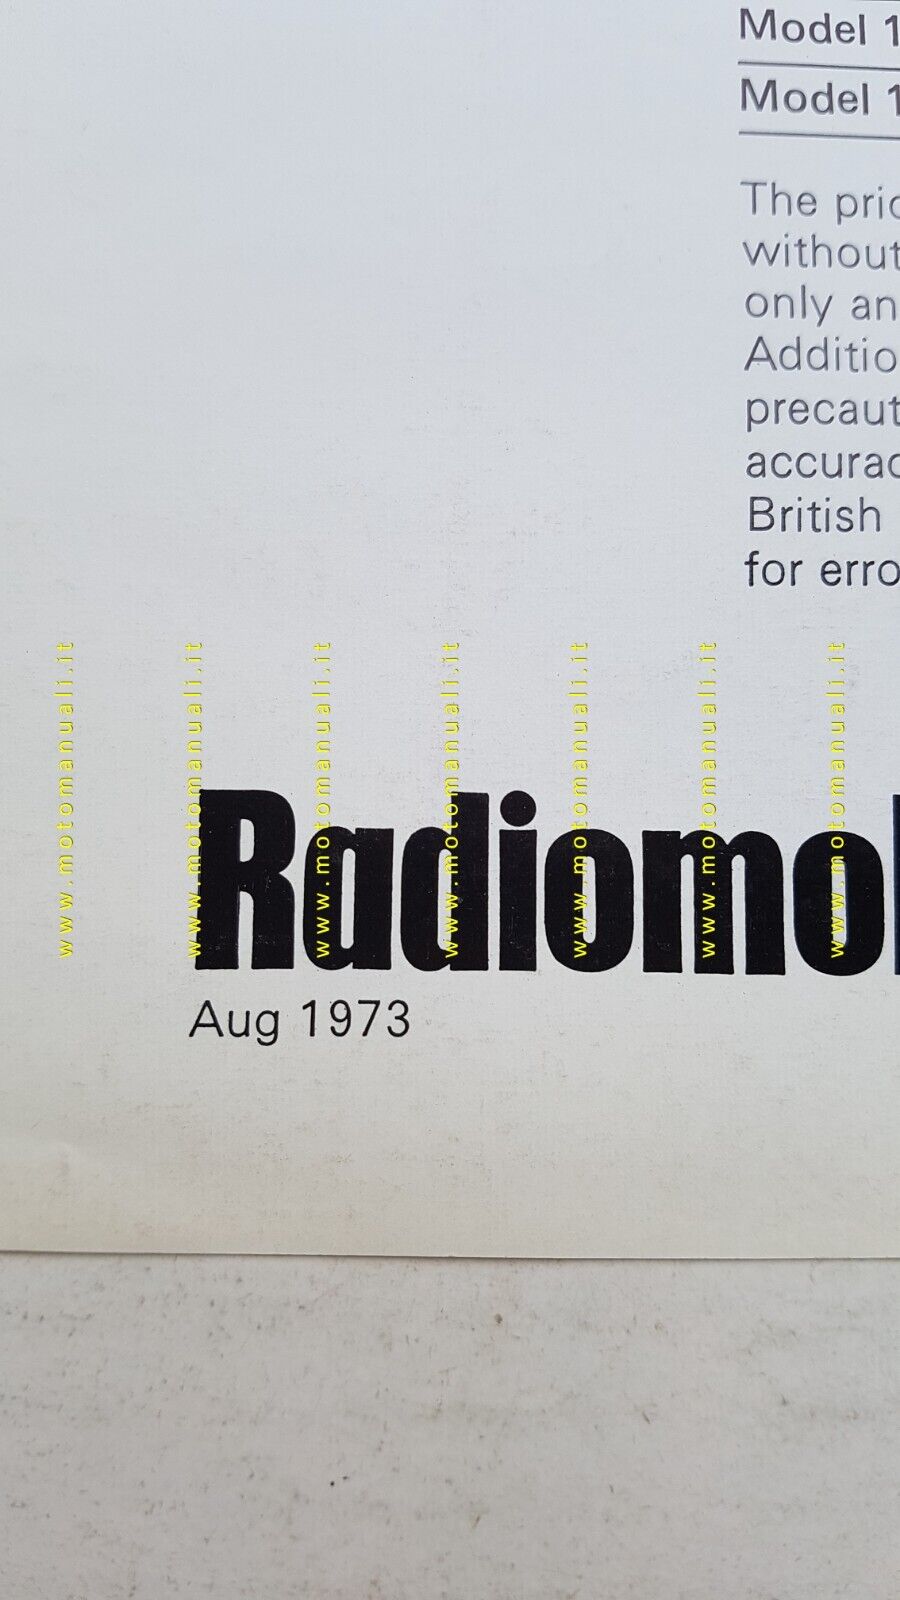 Model 1
Model 1
The pric
without
only an
Additio
precaut
accurac
British
for erro
www.motomanuali.it www.motomanuali.it www.motomanuali.it www.motomanuali.it www.motomanuali.it www.motomanuali.it www.motomanuali.it
Radiomo
Aug 1973